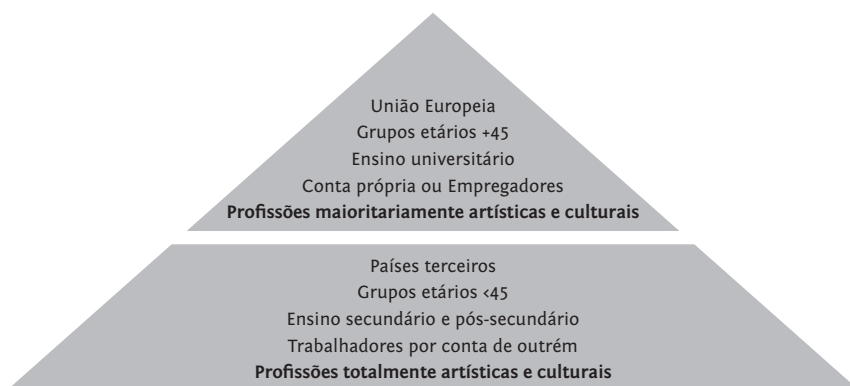 União Europeia
Grupos etários +45
Ensino universitário
Conta própria ou Empregadores
Profissões maioritariamente artísticas e culturais
Países terceiros
Grupos etários <45
Ensino secundário e pós-secundário
Trabalhadores por conta de outrém
Profissões totalmente artísticas e culturais